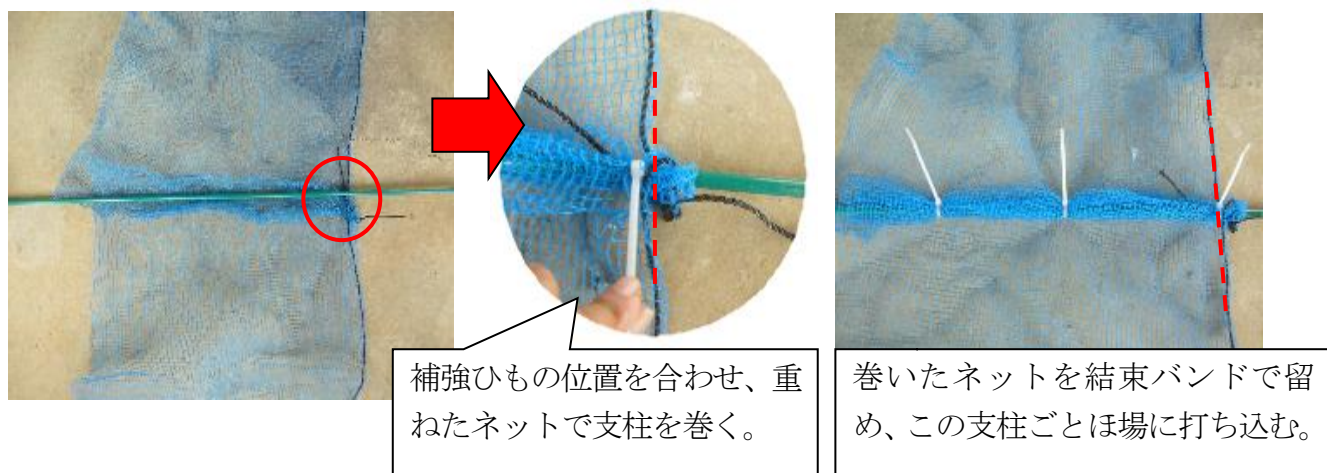 補強ひもの位置を合わせ、重
ねたネットで支柱を巻く。
巻いたネットを結束バンドで留
め、この支柱ごとほ場に打ち込む。